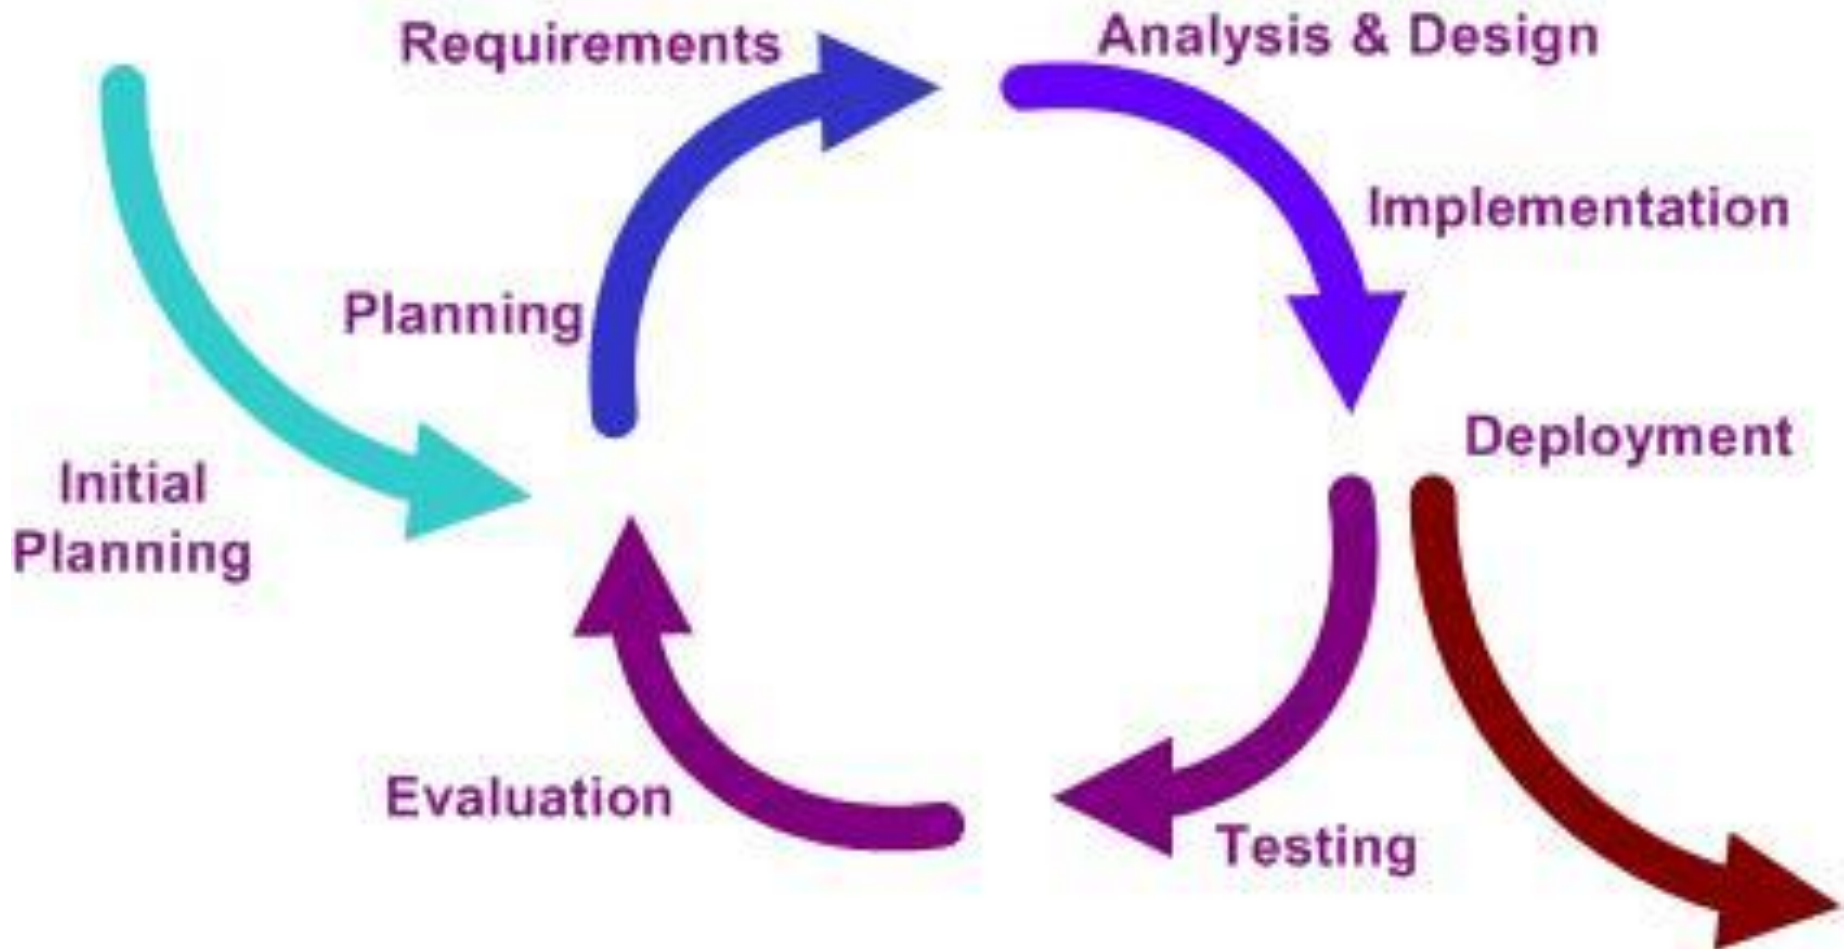 Requirements
Analysis & Design
Implementation
Planning
Deployment
Initial
Planning
Evaluation
Testing